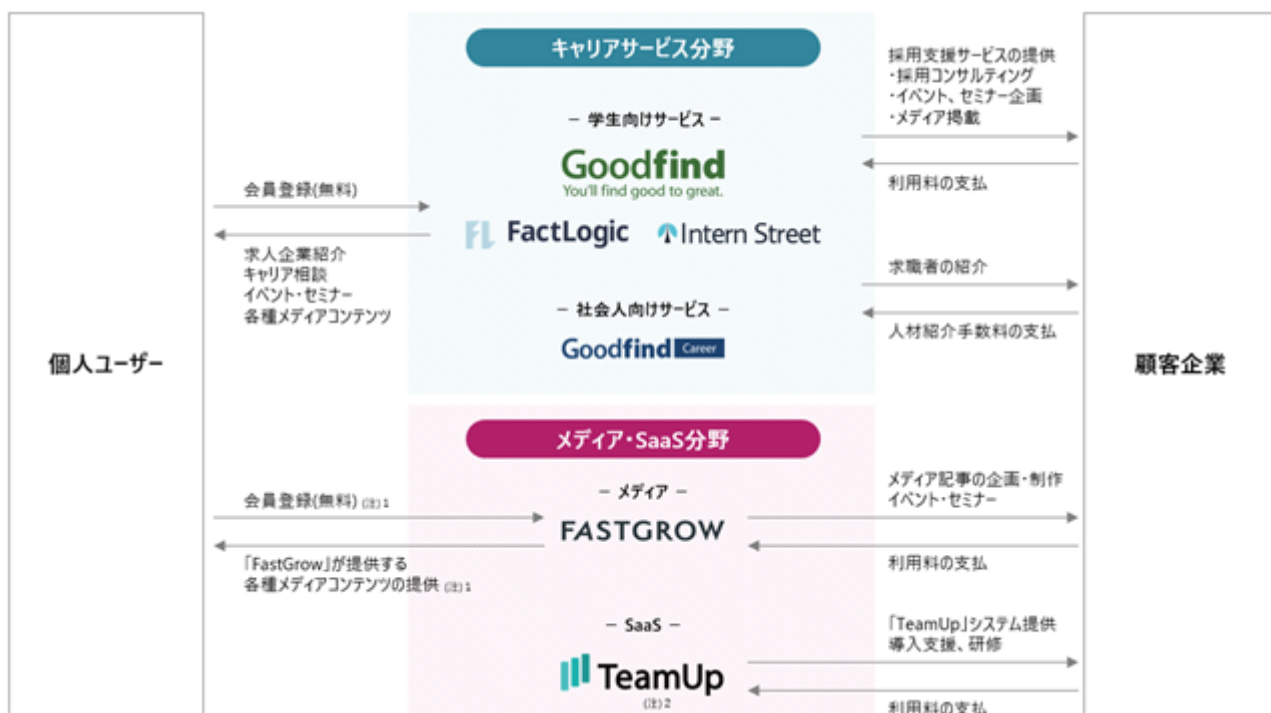 キャリアサービス分野
採用支援サービスの提供
・採用コンサルティング
・イベント、セミナー企画
・メディア掲載
－ 学生向けサービス －
Goodfind
You'll find good to great.
利用料の支払
会員登録(無料)
FL FactLogic
Intern Street
求人企業紹介
キャリア相談
イベント・セミナー
各種メディアコンテンツ
求職者の紹介
－ 社会人向けサービス －
人材紹介手数料の支払
Goodfind Career
個人ユーザー
顧客企業
メディア・SaaS分野
－ メディア －
メディア記事の企画・制作
イベント・セミナー
会員登録(無料) (注)1
FASTGROW
「FastGrow」が提供する
各種メディアコンテンツの提供 (注)1
利用料の支払
－ SaaS －
「TeamUp」システム提供
導入支援、研修
TeamUp
(注)2
利用料の支払